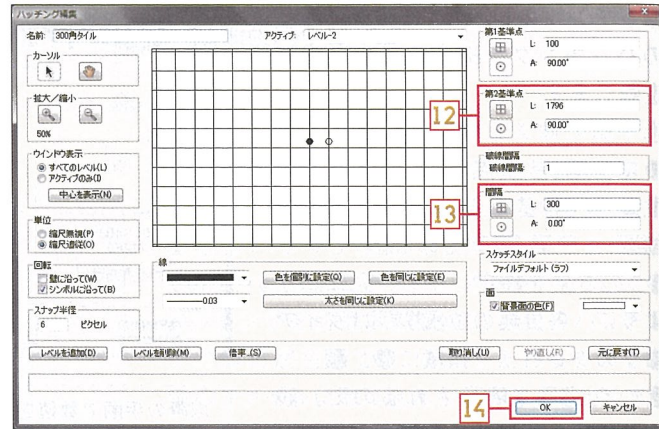 ハッチング編集
名前: 300角タイル
アクティブ: レベル-2
カーソル
拡大／縮小
50%
ウインドウ表示
すべてのレベル(L)
アクティブのみ(I)
中心を表示(N)
単位
縮尺無視(P)
縮尺追従(O)
回転
壁に沿って(W)
シンボルに沿って(B)
スナップ半径
6 ピクセル
線
色を個別に設定(Q)
色を同じに設定(E)
0.03
太さを同じに設定(K)
第1基準点
L: 100
A: 90.00°
12
第2基準点
L: 1796
A: 90.00°
破線間隔
破線間隔: 1
13
間隔
L: 300
A: 0.00°
スケッチスタイル
ファイルデフォルト (ラフ)
面
背景面の色(F)
レベルを追加(D)
レベルを削除(M)
倍率...(S)
取り消し(U)
やり直し(R)
元に戻す(T)
14
OK
キャンセル